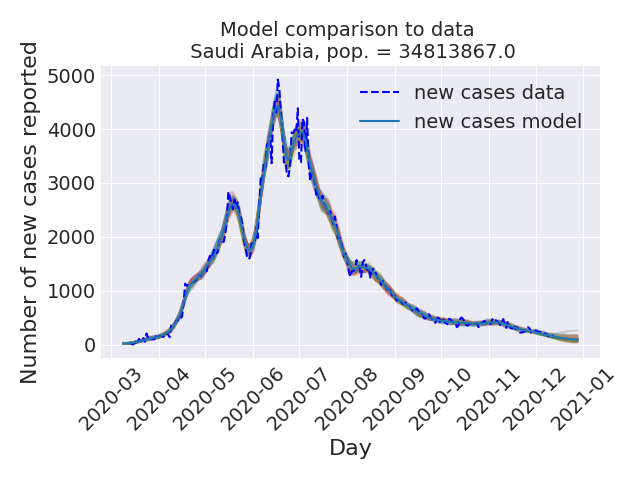 Model comparison to data
Saudi Arabia, pop. = 34813867.0
Number of new cases reported
5000
4000
3000
2000
1000
0
new cases data
new cases model
2020-03
2020-04
2020-05
2020-06
2020-07
2020-08
2020-09
2020-10
2020-11
2020-12
2021-01
Day